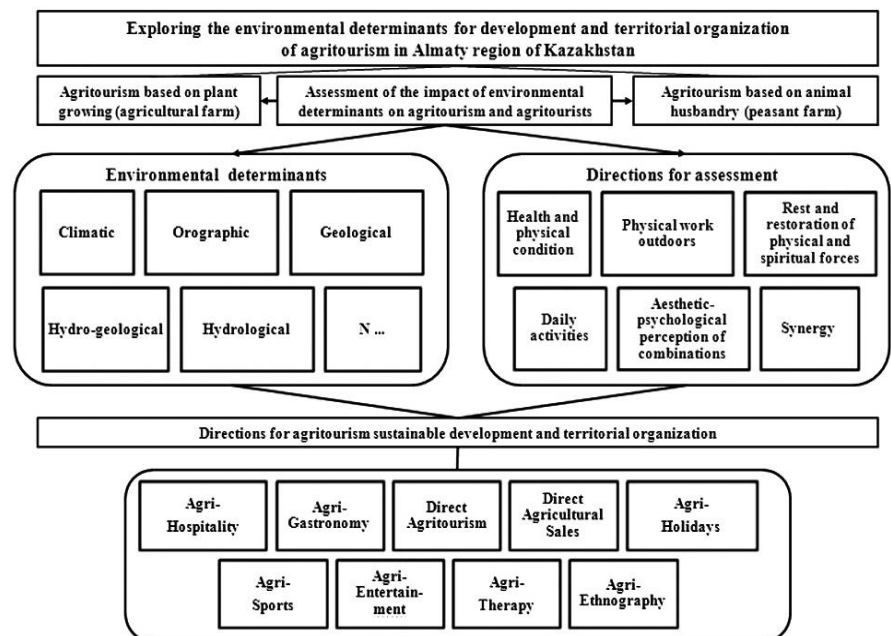 Exploring the environmental determinants for development and territorial organization
of agritourism in Almaty region of Kazakhstan
Agritourism based on plant
growing (agricultural farm)
Assessment of the impact of environmental
determinants on agritourism and agritourists
Agritourism based on animal
husbandry (peasant farm)
Environmental determinants
Climatic
Orographic
Geological
Hydro-geological
Hydrological
N ...
Directions for assessment
Health and
physical
condition
Physical work
outdoors
Rest and
restoration of
physical and
spiritual forces
Daily
activities
Aesthetic-
psychological
perception of
combinations
Synergy
Directions for agritourism sustainable development and territorial organization
Agri-
Hospitality
Agri-
Gastronomy
Direct
Agritourism
Direct
Agricultural
Sales
Agri-
Holidays
Agri-
Sports
Agri-
Entertain-
ment
Agri-
Therapy
Agri-
Ethnography